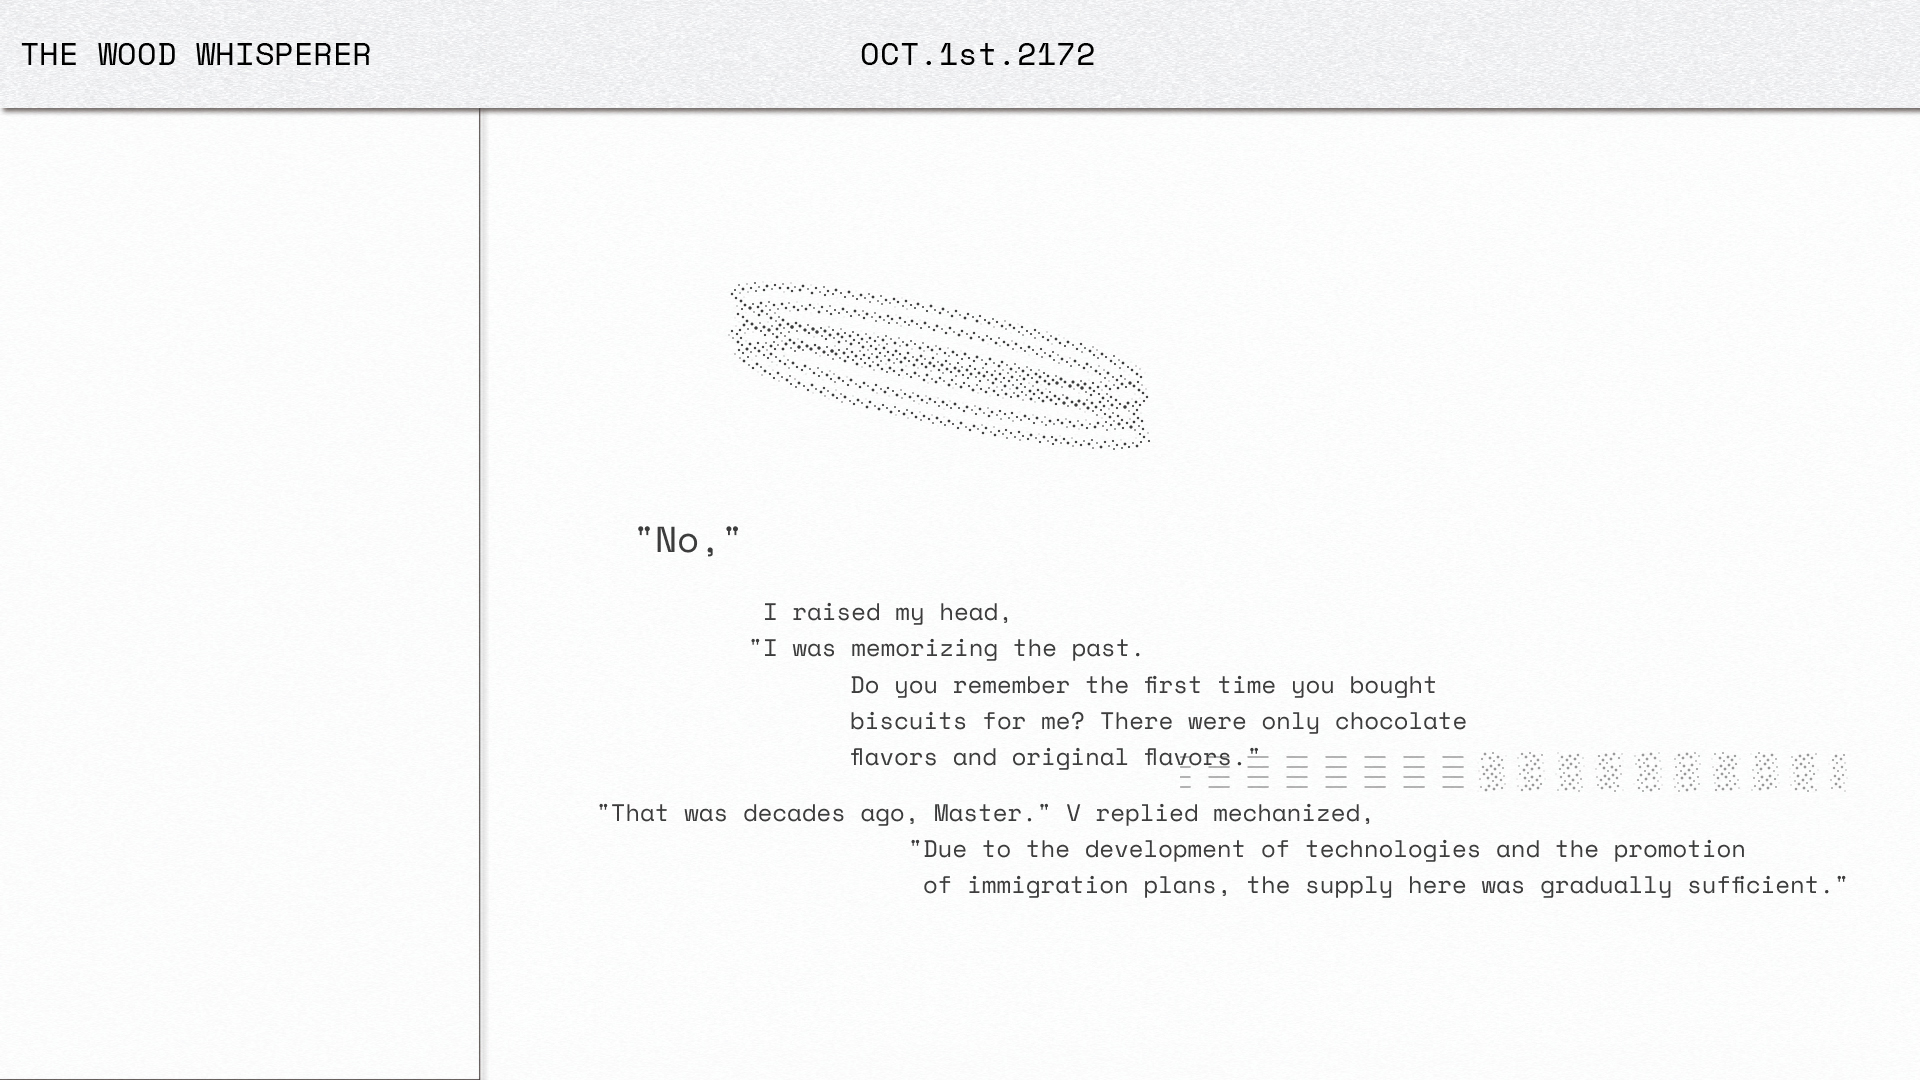 THE WOOD WHISPERER
OCT.1st.2172
"No,"
I raised my head,
"I was memorizing the past.
Do you remember the first time you bought
biscuits for me? There were only chocolate
flavors and original flavors."
"That was decades ago, Master." V replied mechanized,
"Due to the development of technologies and the promotion
of immigration plans, the supply here was gradually sufficient."